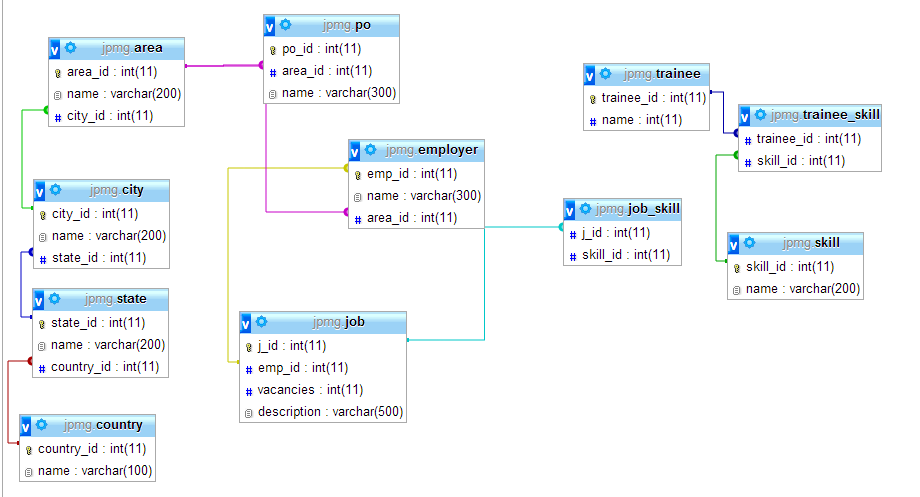 jpmg.area
area_id : int(11)
name : varchar(200)
city_id : int(11)
jpmg.city
city_id : int(11)
name : varchar(200)
state_id : int(11)
jpmg.state
state_id : int(11)
name : varchar(200)
country_id : int(11)
jpmg.country
country_id : int(11)
name : varchar(100)
jpmg.po
po_id : int(11)
area_id : int(11)
name : varchar(300)
jpmg.employer
emp_id : int(11)
name : varchar(300)
area_id : int(11)
jpmg.job
j_id : int(11)
emp_id : int(11)
vacancies : int(11)
description : varchar(500)
jpmg.job_skill
j_id : int(11)
skill_id : int(11)
jpmg.trainee
trainee_id : int(11)
name : int(11)
jpmg.trainee_skill
trainee_id : int(11)
skill_id : int(11)
jpmg.skill
skill_id : int(11)
name : varchar(200)